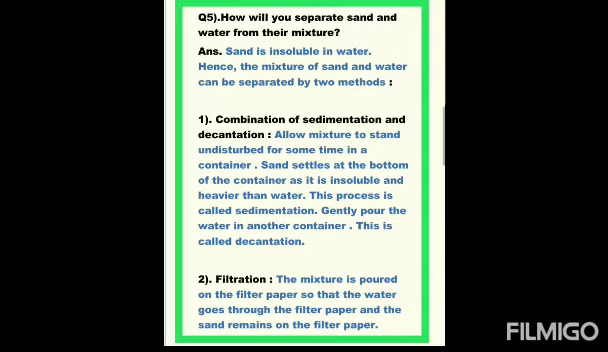 Q5).How will you separate sand and
water from their mixture?
Ans. Sand is insoluble in water.
Hence, the mixture of sand and water
can be separated by two methods :
1). Combination of sedimentation and
decantation : Allow mixture to stand
undisturbed for some time in a
container . Sand settles at the bottom
of the container as it is insoluble and
heavier than water. This process is
called sedimentation. Gently pour the
water in another container . This is
called decantation.
2). Filtration : The mixture is poured
on the filter paper so that the water
goes through the filter paper and the
sand remains on the filter paper.
FILMIGO